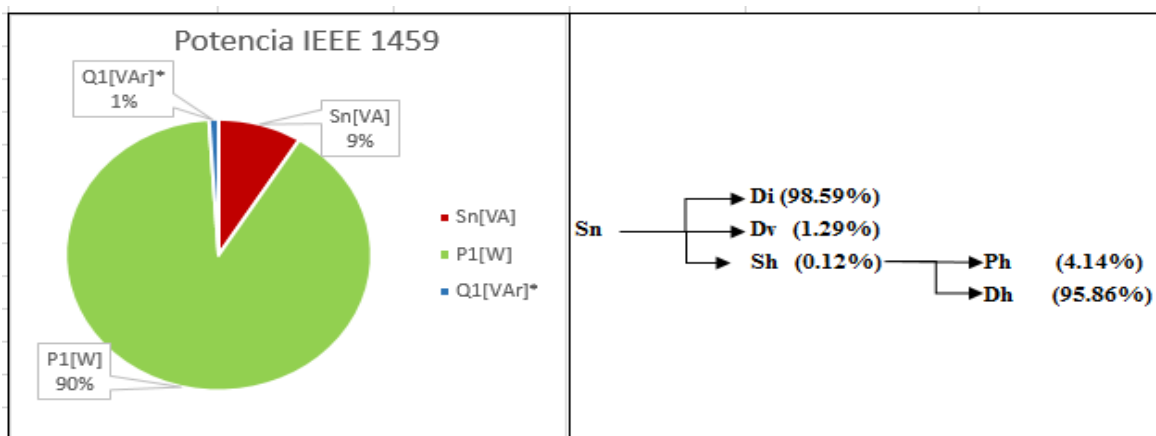 Potencia IEEE 1459
Q1[VAr]*
1%
Sn[VA]
9%
P1[W]
90%
Sn[VA]
P1[W]
Q1[VAr]*
Sn
Di (98.59%)
Dv (1.29%)
Sh (0.12%)
Ph (4.14%)
Dh (95.86%)